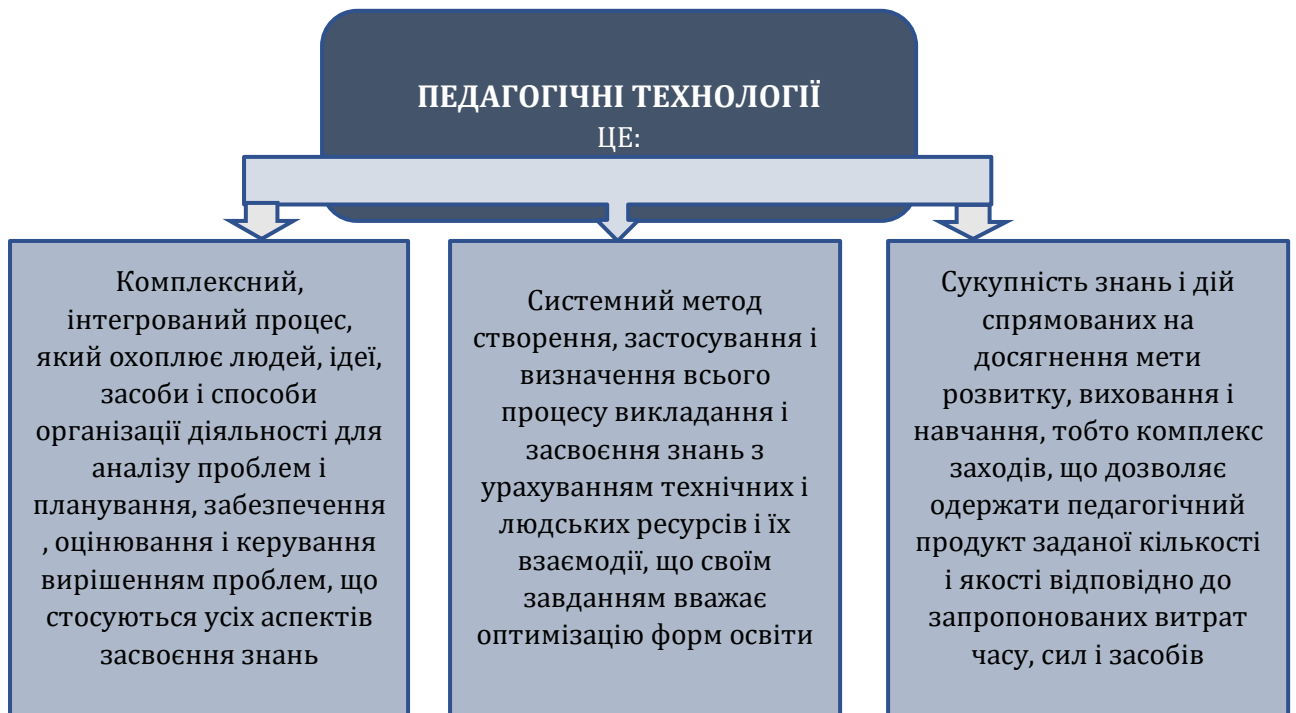 ПЕДАГОГІЧНІ ТЕХНОЛОГІЇ
ЦЕ:
Комплексний,
інтегрований процес,
який охоплює людей, ідеї,
засоби і способи
організації діяльності для
аналізу проблем і
планування, забезпечення
, оцінювання і керування
вирішенням проблем, що
стосуються усіх аспектів
засвоєння знань
Системний метод
створення, застосування і
визначення всього
процесу викладання і
засвоєння знань з
урахуванням технічних і
людських ресурсів і їх
взаємодії, що своїм
завданням вважає
оптимізацію форм освіти
Сукупність знань і дій
спрямованих на
досягнення мети
розвитку, виховання і
навчання, тобто комплекс
заходів, що дозволяє
одержати педагогічний
продукт заданої кількості
і якості відповідно до
запропонованих витрат
часу, сил і засобів